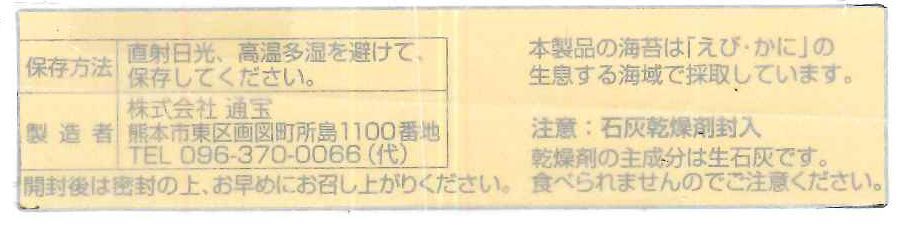 保存方法
直射日光、高温多湿を避けて、
保存してください。
製造者
株式会社 通宝
熊本市東区画図町所島1100番地
TEL 096-370-0066(代)
開封後は密封の上、お早めにお召し上がりください。
本製品の海苔は「えび・かに」の
生息する海域で採取しています。
注意：石灰乾燥剤封入
乾燥剤の主成分は生石灰です。
食べられませんのでご注意ください。